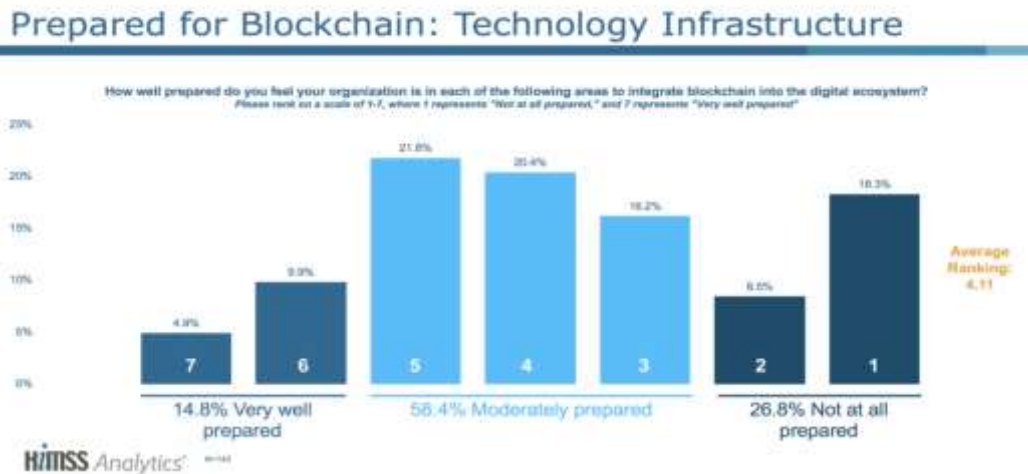 Prepared for Blockchain: Technology Infrastructure
How well prepared do you feel your organization is in each of the following areas to integrate blockchain into the digital ecosystem?
Please rank on a scale of 1-7, where 1 represents "Not at all prepared," and 7 represents "Very well prepared"
25%
20%
15%
10%
5%
0%
4.9%
9.9%
21.8%
20.4%
16.2%
8.5%
18.3%
7
6
5
4
3
2
1
14.8% Very well
prepared
58.4% Moderately prepared
26.8% Not at all
prepared
Average
Ranking:
4.11
HIMSS Analytics